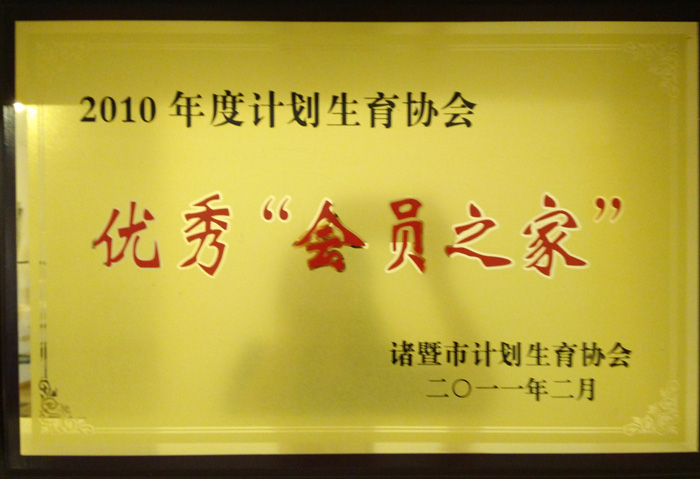 2010 年度计划生育协会
优秀“会员之家”
诸暨市计划生育协会
二〇一一年二月